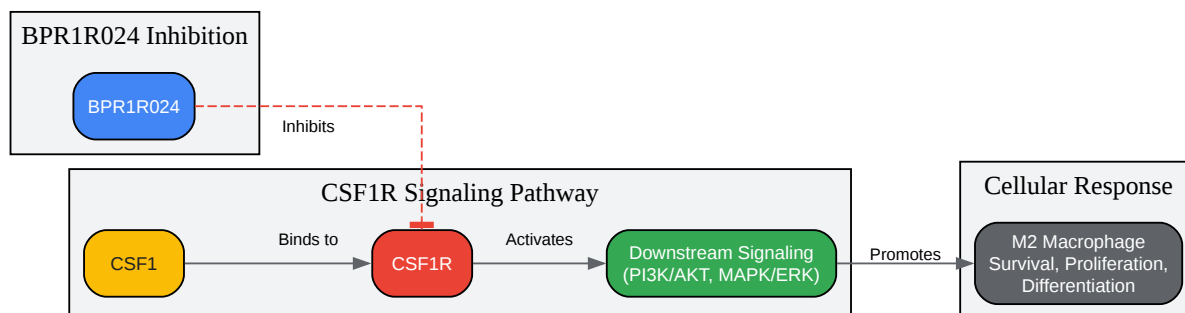 BPR1R024 Inhibition
BPR1R024
Inhibits
CSF1R Signaling Pathway
CSF1
Binds to
CSF1R
Activates
Downstream Signaling
(PI3K/AKT, MAPK/ERK)
Promotes
Cellular Response
M2 Macrophage
Survival, Proliferation,
Differentiation